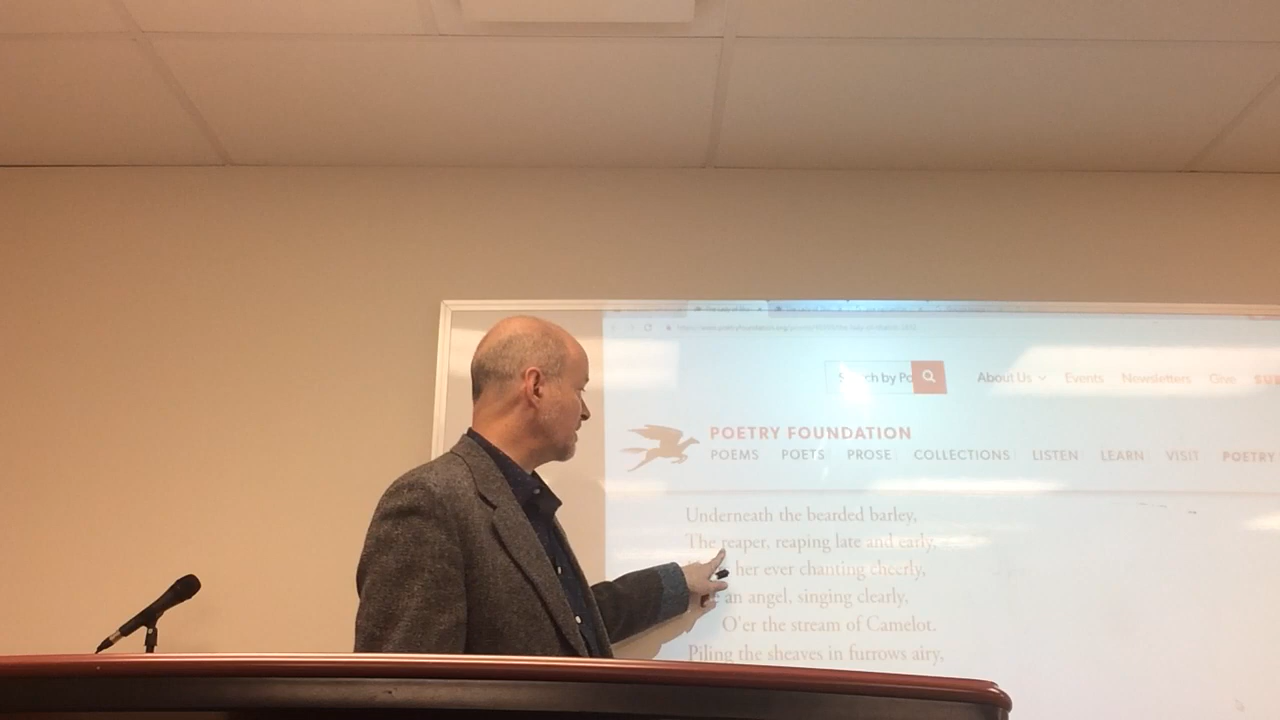 Search by Po
About Us Events Newsletters Give SUB
POETRY FOUNDATION
POEMS POETS PROSE COLLECTIONS LISTEN LEARN VISIT POETRY
Underneath the bearded barley,
The reaper, reaping late and early,
her ever chanting cheerly,
an angel, singing clearly,
O'er the stream of Camelot.
Piling the sheaves in furrows airy,